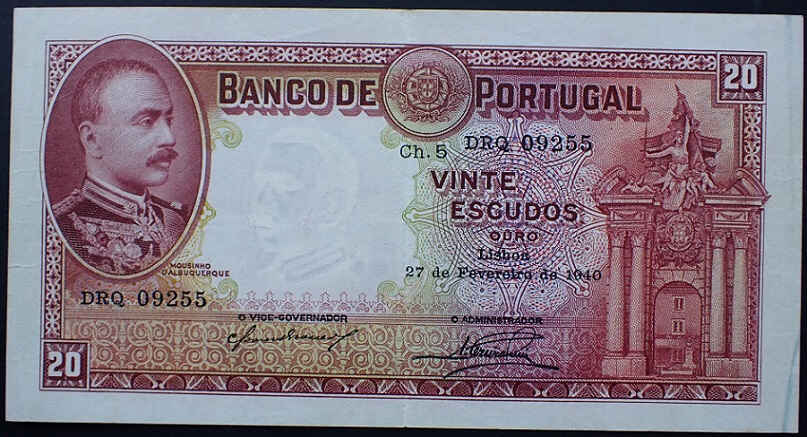 BANCO DE PORTUGAL
20
Ch. 5 DRQ 09255
VINTE
ESCUDOS
OURO
Lisboa
27 de Fevereiro de 1940
MOUSINHO
D'ALBUQUERQUE
DRQ 09255
O VICE-GOVERNADOR
O ADMINISTRADOR
20